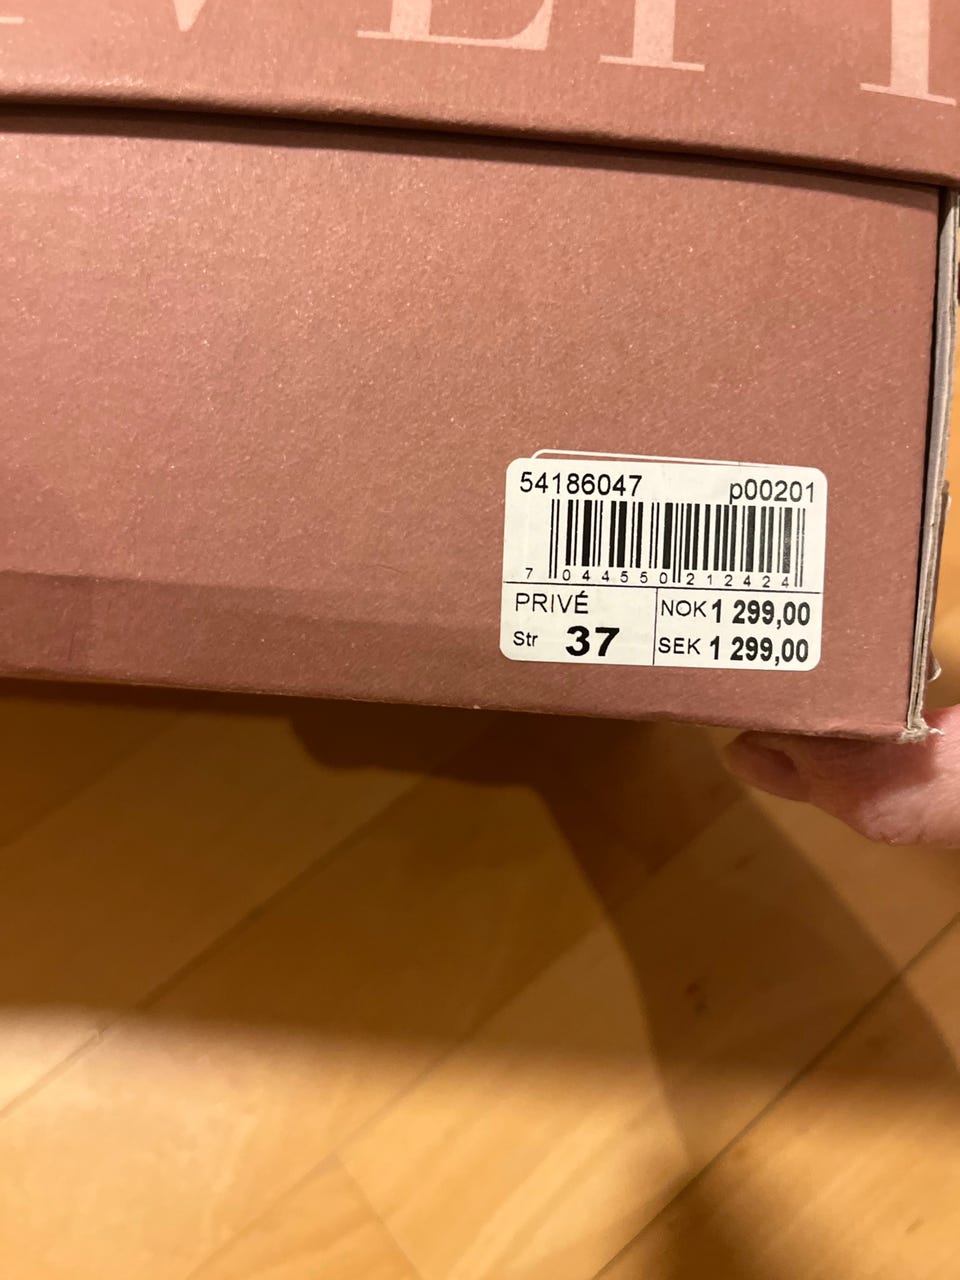 54186047 p00201
7 044550 212424
PRIVÉ
Str 37
NOK 1 299,00
SEK 1 299,00